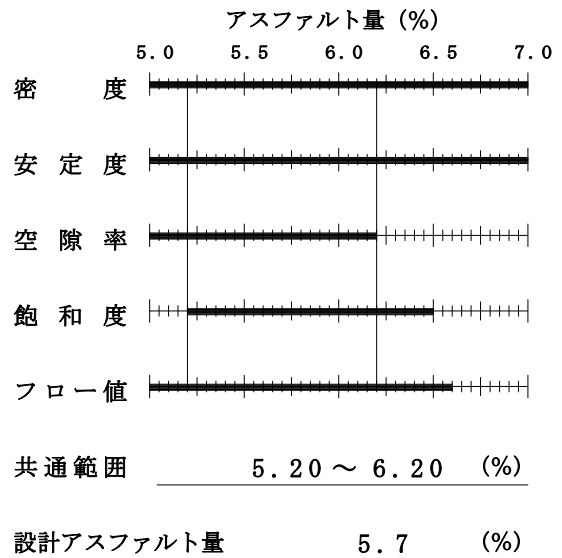 アスファルト量 (%)
5.0 5.5 6.0 6.5 7.0
密度
安定度
空隙率
飽和度
フロー値
共通範囲 5.20～6.20 (%)
設計アスファルト量 5.7 (%)